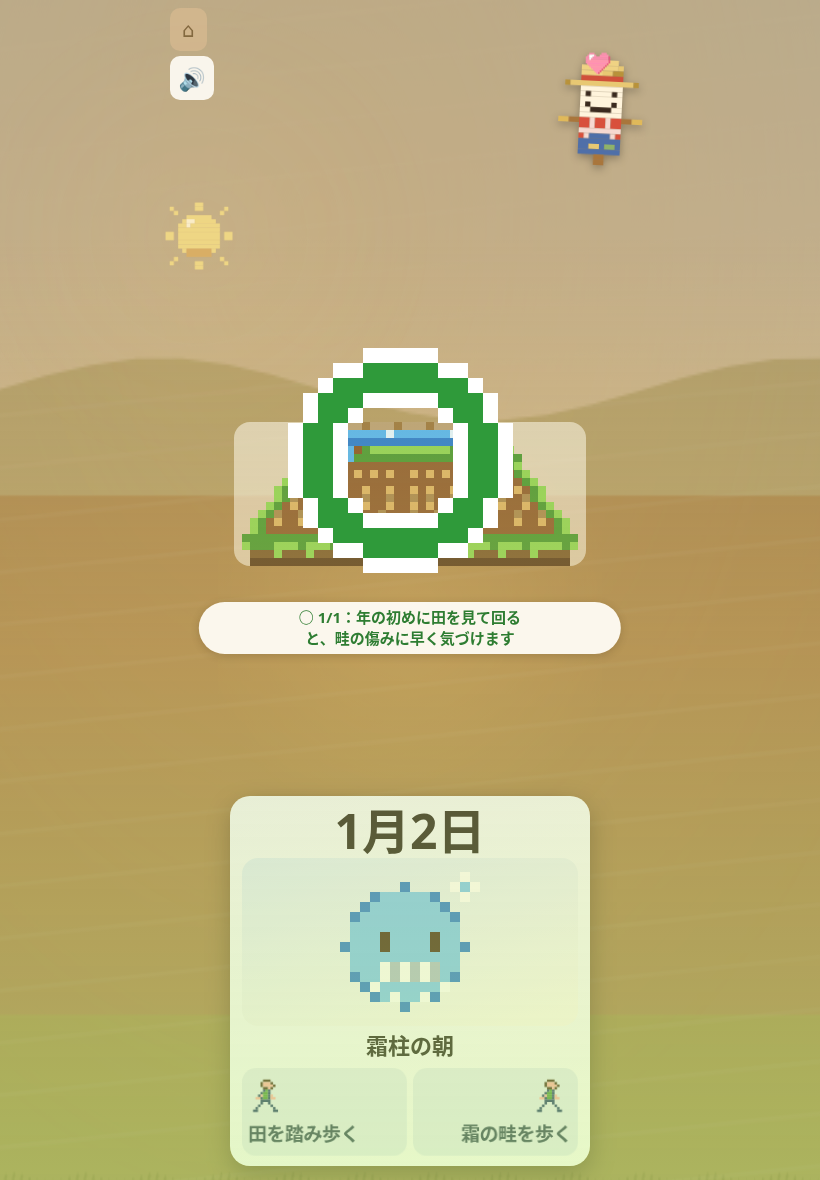 ○ 1/1：年の初めに田を見て回る
と、畦の傷みに早く気づけます
1月2日
霜柱の朝
田を踏み歩く
霜の畦を歩く